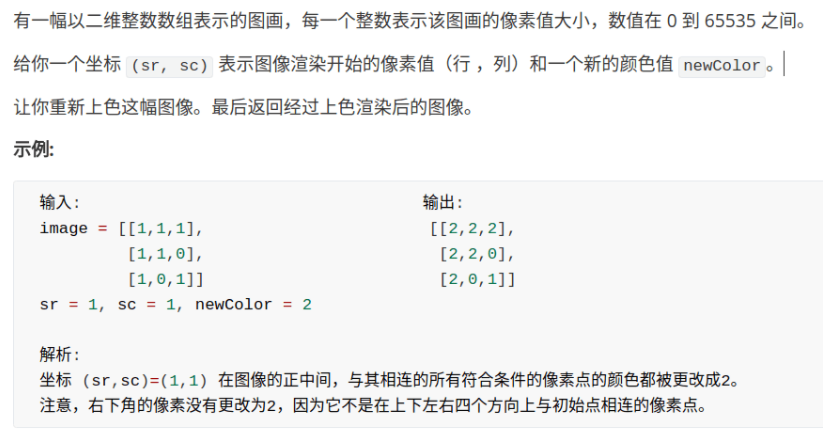 有一幅以二维整数数组表示的图画，每一个整数表示该图画的像素值大小，数值在 0 到 65535 之间。
给你一个坐标 (sr, sc) 表示图像渲染开始的像素值（行 ，列）和一个新的颜色值 newColor 。
让你重新上色这幅图像。最后返回经过上色渲染后的图像。
示例:
输入: 输出:
image = [[1,1,1], [[2,2,2],
[1,1,0], [2,2,0],
[1,0,1]] [2,0,1]]
sr = 1, sc = 1, newColor = 2
解析:
坐标 (sr,sc)=(1,1) 在图像的正中间，与其相连的所有符合条件的像素点的颜色都被更改成2。
注意，右下角的像素没有更改为2，因为它不是在上下左右四个方向上与初始点相连的像素点。